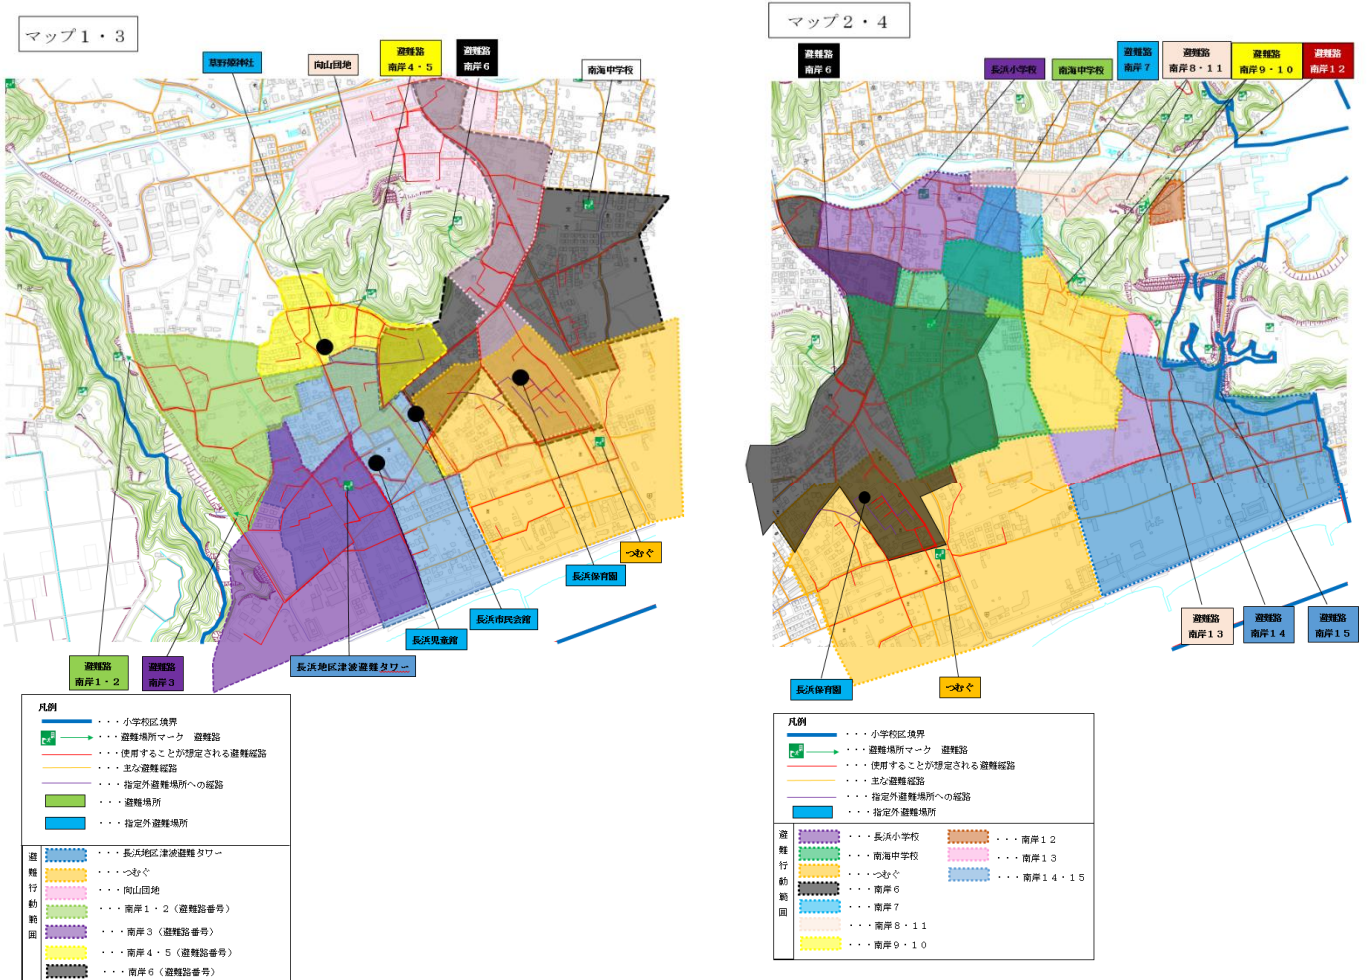 マップ１・３
草野稲神社
向山団地
避難路
南岸４・５
避難路
南岸６
南海中学校
つむぐ
長浜保育園
長浜市民会館
長浜児童館
長浜地区津波避難タワー
避難路
南岸１・２
避難路
南岸３
凡例
・・・小学校区境界
・・・避難場所マーク　避難路
・・・使用することが想定される避難経路
・・・主な避難経路
・・・指定外避難場所への経路
・・・避難場所
・・・指定外避難場所
避難行動範囲
・・・長浜地区津波避難タワー
・・・つむぐ
・・・向山団地
・・・南岸１・２（避難路番号）
・・・南岸３（避難路番号）
・・・南岸４・５（避難路番号）
・・・南岸６（避難路番号）
マップ２・４
避難路
南岸６
長浜小学校
南海中学校
避難路
南岸７
避難路
南岸８・１１
避難路
南岸９・１０
避難路
南岸１２
避難路
南岸１３
避難路
南岸１４
避難路
南岸１５
長浜保育園
つむぐ
凡例
・・・小学校区境界
・・・避難場所マーク　避難路
・・・使用することが想定される避難経路
・・・主な避難経路
・・・指定外避難場所への経路
・・・指定外避難場所
避難行動範囲
・・・長浜小学校
・・・南海中学校
・・・つむぐ
・・・南岸６
・・・南岸７
・・・南岸８・１１
・・・南岸９・１０
・・・南岸１２
・・・南岸１３
・・・南岸１４・１５